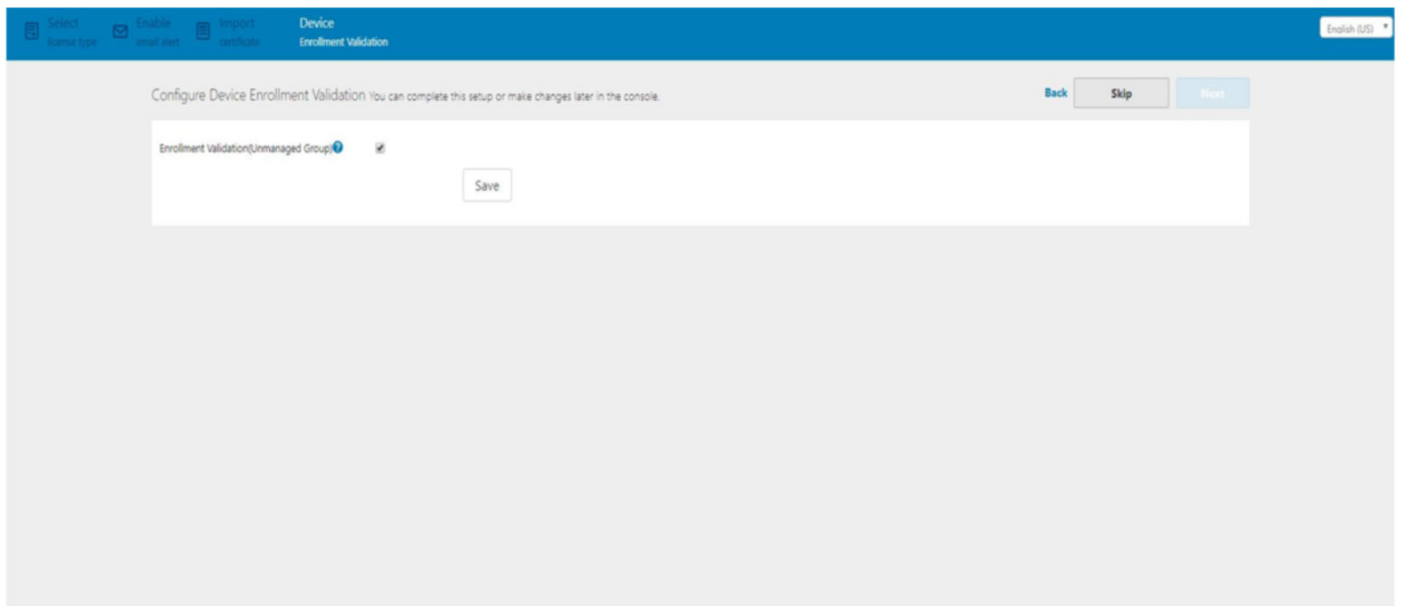 Select
license type
Enable
email alert
Import
certificate
Device
Enrollment Validation
English (US)
Configure Device Enrollment Validation You can complete this setup or make changes later in the console.
Back
Skip
Next
Enrollment Validation(Unmanaged Group)
Save